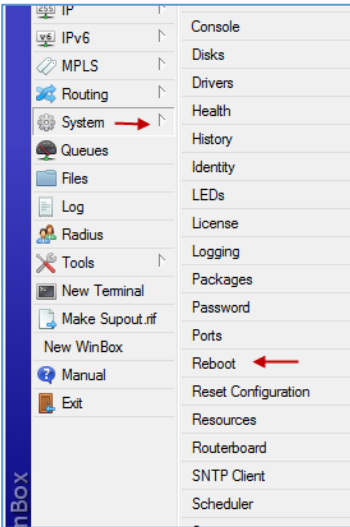 IP
IPv6
MPLS
Routing
System
Queues
Files
Log
Radius
Tools
New Terminal
Make Supout.rif
New WinBox
Manual
Exit
Console
Disks
Drivers
Health
History
Identity
LEDs
License
Logging
Packages
Password
Ports
Reboot
Reset Configuration
Resources
Routerboard
SNTP Client
Scheduler
nBox